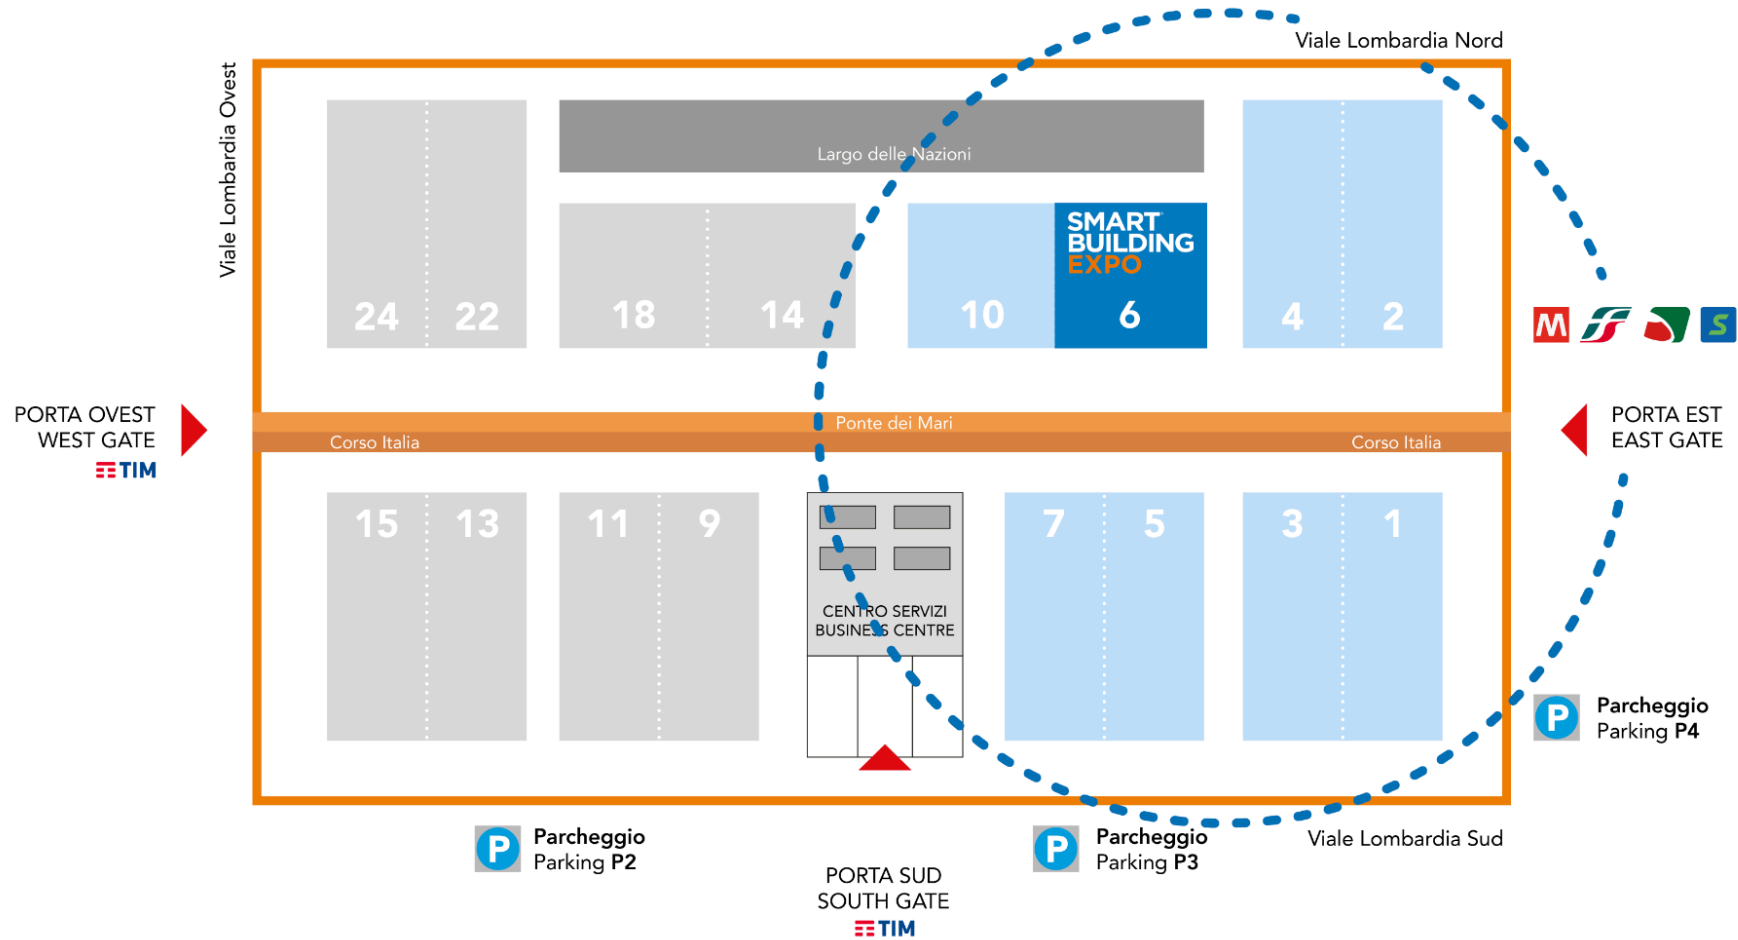 Viale Lombardia Nord
Viale Lombardia Ovest
Largo delle Nazioni
SMART
BUILDING
EXPO
24 22 18 14 10 6 4 2
M S
PORTA OVEST
WEST GATE
TIM
Ponte dei Mari
Corso Italia
Corso Italia
PORTA EST
EAST GATE
15 13 11 9 7 5 3 1
CENTRO SERVIZI
BUSINESS CENTRE
P
Parcheggio
Parking P4
P
Parcheggio
Parking P2
P
Parcheggio
Parking P3
Viale Lombardia Sud
PORTA SUD
SOUTH GATE
TIM